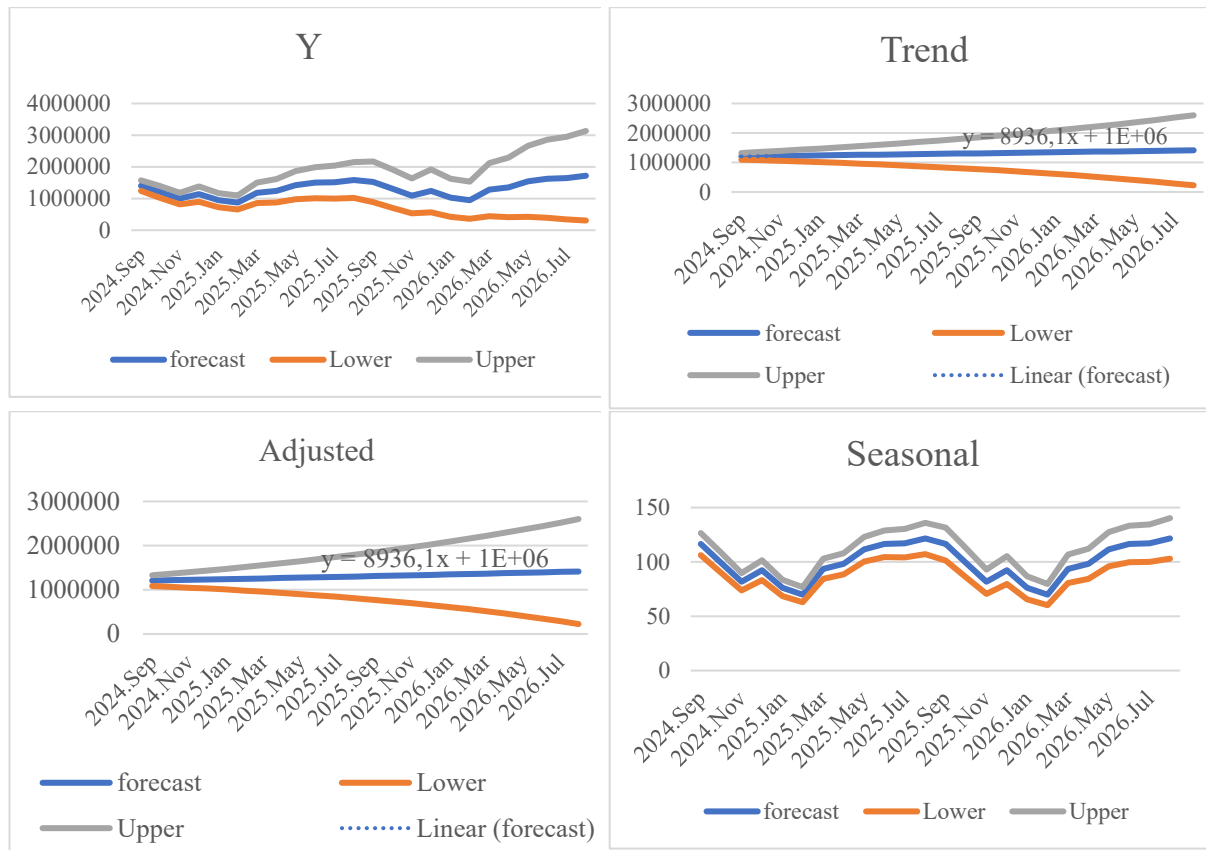 Y
4000000
3000000
2000000
1000000
0
2024.Sep
2024.Nov
2025.Jan
2025.Mar
2025.May
2025.Jul
2025.Sep
2025.Nov
2026.Jan
2026.Mar
2026.May
2026.Jul
forecast Lower Upper
Trend
3000000
2000000
1000000
0
y = 8936,1x + 1E+06
2024.Sep
2024.Nov
2025.Jan
2025.Mar
2025.May
2025.Jul
2025.Sep
2025.Nov
2026.Jan
2026.Mar
2026.May
2026.Jul
forecast Lower
Upper Linear (forecast)
Adjusted
3000000
2000000
1000000
0
y = 8936,1x + 1E+06
2024.Sep
2024.Nov
2025.Jan
2025.Mar
2025.May
2025.Jul
2025.Sep
2025.Nov
2026.Jan
2026.Mar
2026.May
2026.Jul
forecast Lower
Upper Linear (forecast)
Seasonal
150
100
50
0
2024.Sep
2024.Nov
2025.Jan
2025.Mar
2025.May
2025.Jul
2025.Sep
2025.Nov
2026.Jan
2026.Mar
2026.May
2026.Jul
forecast Lower Upper